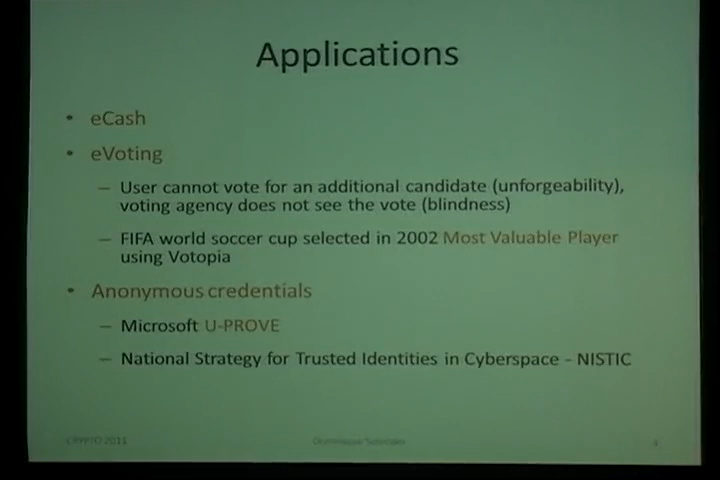 Applications
• eCash
• eVoting
– User cannot vote for an additional candidate (unforgeability),
voting agency does not see the vote (blindness)
– FIFA world soccer cup selected in 2002 Most Valuable Player
using Votopia
• Anonymous credentials
– Microsoft U-PROVE
– National Strategy for Trusted Identities in Cyberspace - NISTIC
CRYPTO 2011
4